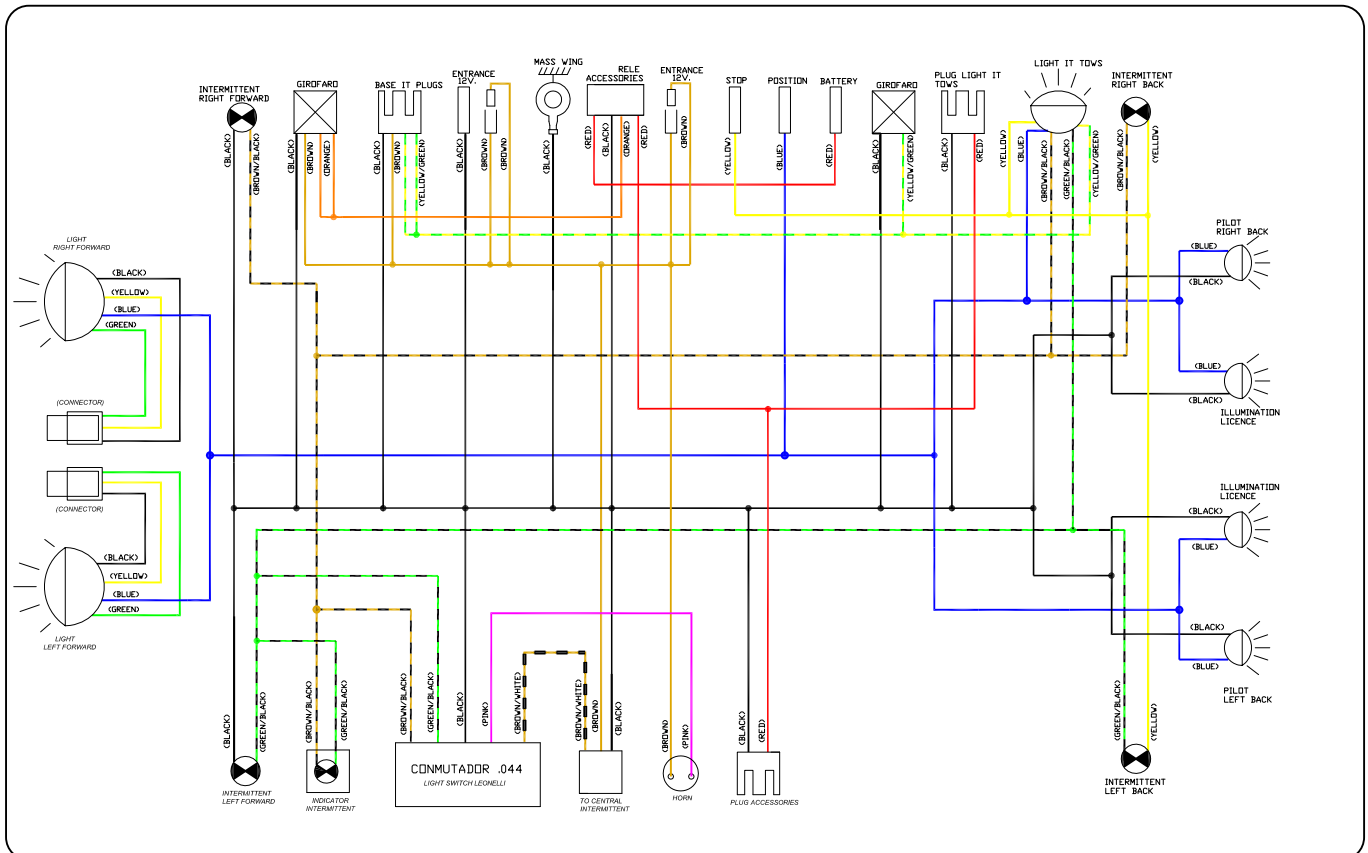 MASS WING
LIGHT IT TOWS
RELE
ACCESSORIES
ENTRANCE
12V.
ENTRANCE
12V.
INTERMITTENT
RIGHT FORWARD
GIROFARO
BASE IT PLUGS
STOP
POSITION
BATTERY
GIROFARO
PLUG LIGHT IT
TOWS
INTERMITTENT
RIGHT BACK
(BLACK)
(BROWN/BLACK)
(BLACK)
(BROWN)
(ORANGE)
(BLACK)
(BROWN)
(YELLOW/GREEN)
(BLACK)
(BROWN)
(BROWN)
(BLACK)
(RED)
(BLACK)
(ORANGE)
(RED)
(BROWN)
(YELLOW)
(BLUE)
(RED)
(BLACK)
(YELLOW/GREEN)
(BLACK)
(RED)
(YELLOW)
(BLUE)
(BROWN/BLACK)
(GREEN/BLACK)
(YELLOW/GREEN)
(BROWN/BLACK)
(YELLOW)
LIGHT
RIGHT FORWARD
(BLACK)
(YELLOW)
(BLUE)
(GREEN)
(CONNECTOR)
(CONNECTOR)
(BLACK)
(YELLOW)
(BLUE)
(GREEN)
LIGHT
LEFT FORWARD
PILOT
RIGHT BACK
(BLUE)
(BLACK)
(BLUE)
(BLACK)
ILLUMINATION
LICENCE
ILLUMINATION
LICENCE
(BLACK)
(BLUE)
(BLACK)
(BLUE)
PILOT
LEFT BACK
(BLACK)
(GREEN/BLACK)
(BROWN/BLACK)
(GREEN/BLACK)
(BROWN/BLACK)
(GREEN/BLACK)
(BLACK)
(PINK)
(BROWN/WHITE)
(BROWN/WHITE)
(BROWN)
(BLACK)
(BROWN)
(PINK)
(BLACK)
(RED)
(GREEN/BLACK)
(YELLOW)
INTERMITTENT
LEFT FORWARD
INDICATOR
INTERMITTENT
CONMUTADOR .044
LIGHT SWITCH LEONELLI
TO CENTRAL
INTERMITTENT
HORN
PLUG ACCESSORIES
INTERMITTENT
LEFT BACK